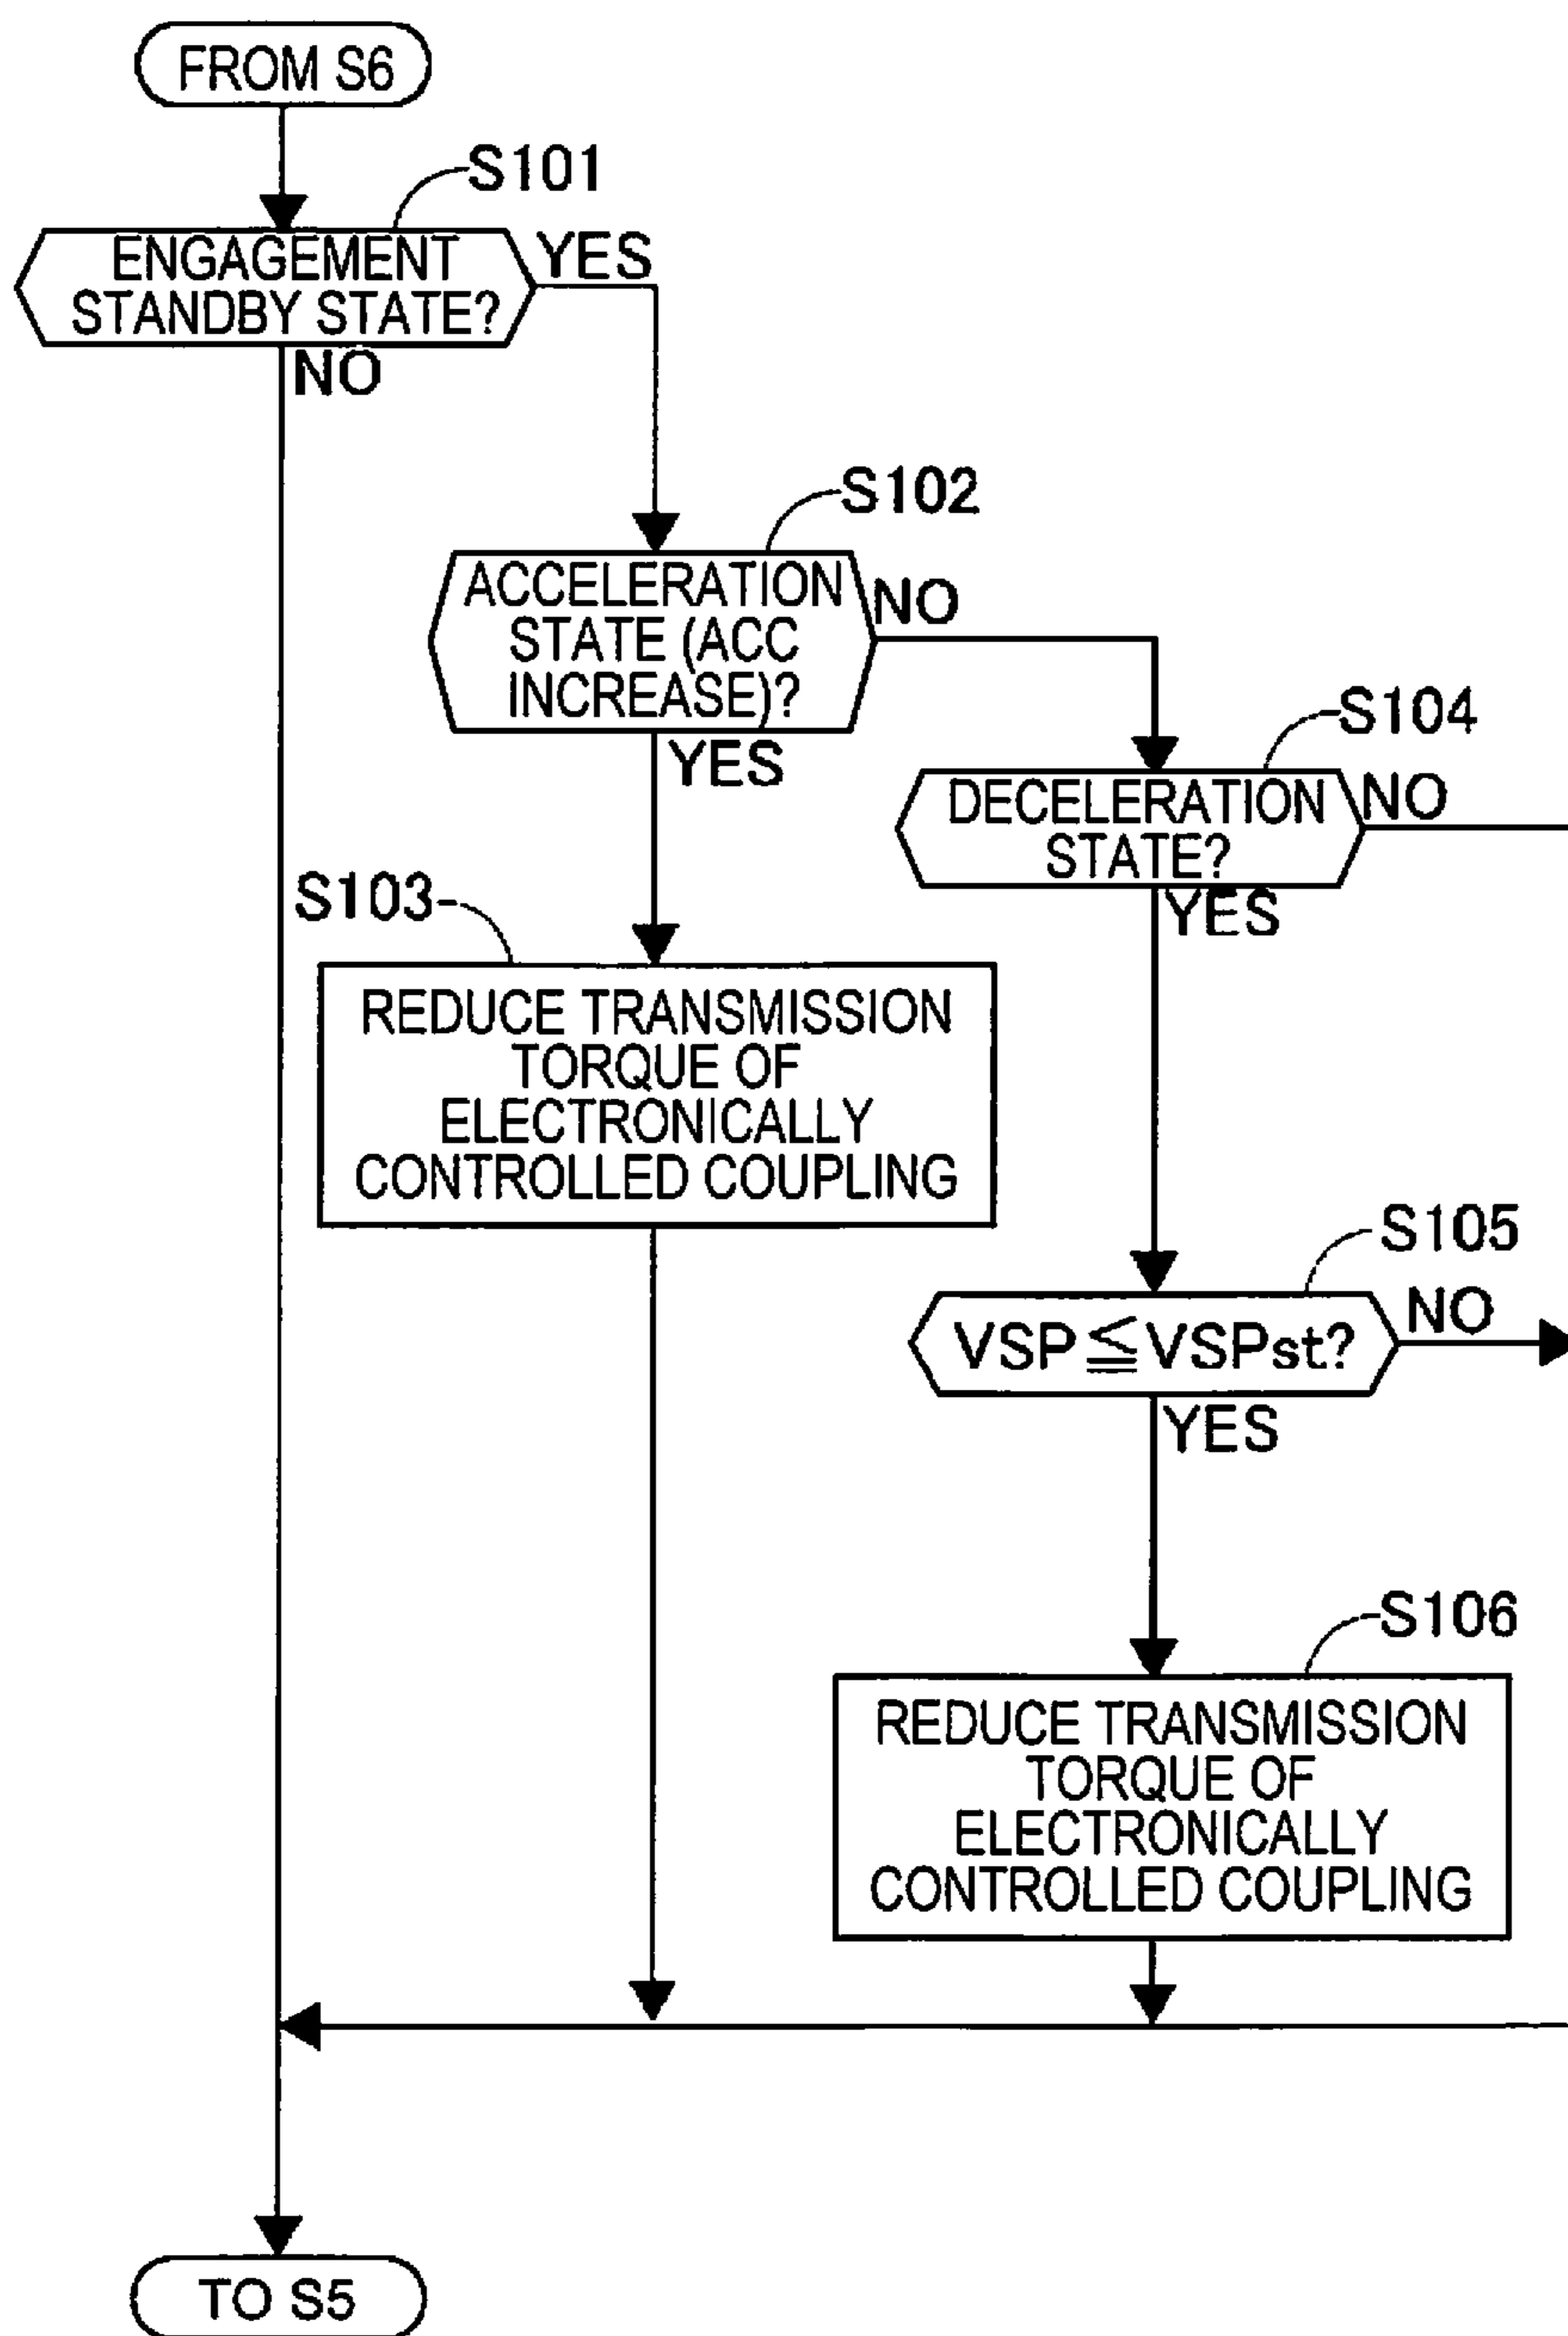 FROM S6
S101
ENGAGEMENT
STANDBY STATE?
YES
NO
S102
ACCELERATION
STATE (ACC
INCREASE)?
NO
YES
S104
DECELERATION
STATE?
NO
YES
S103
REDUCE TRANSMISSION
TORQUE OF
ELECTRONICALLY
CONTROLLED COUPLING
S105
VSP≦VSPst?
NO
YES
S106
REDUCE TRANSMISSION
TORQUE OF
ELECTRONICALLY
CONTROLLED COUPLING
TO S5